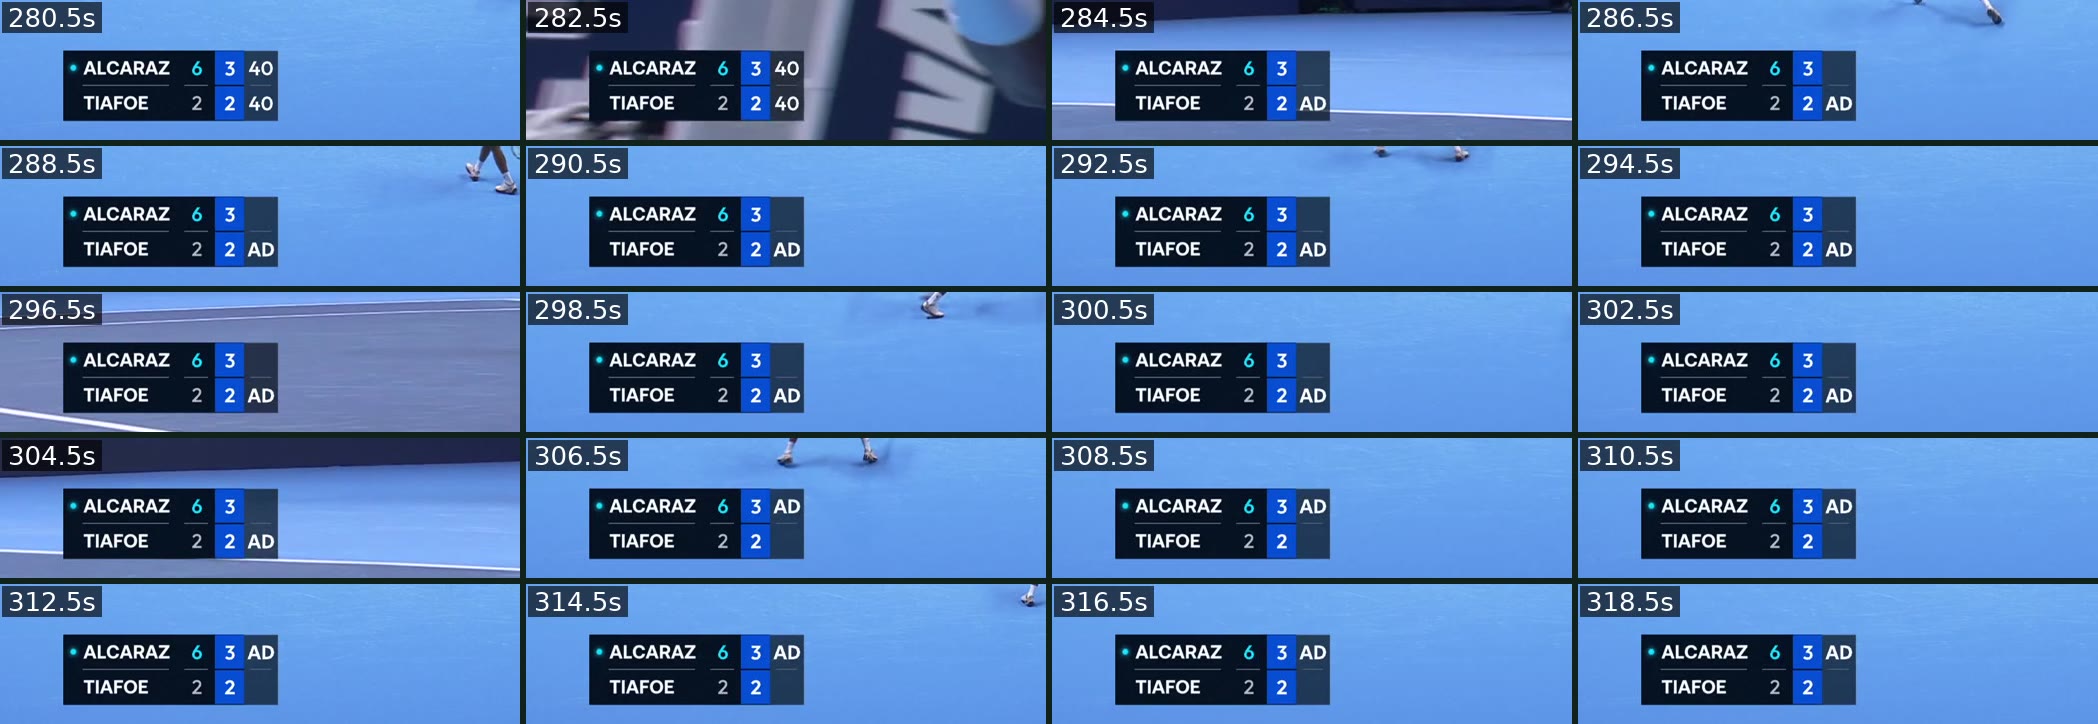 280.5s
ALCARAZ 6 3 40
TIAFOE 2 2 40
282.5s
ALCARAZ 6 3 40
TIAFOE 2 2 40
284.5s
ALCARAZ 6 3
TIAFOE 2 2 AD
286.5s
ALCARAZ 6 3
TIAFOE 2 2 AD
288.5s
ALCARAZ 6 3
TIAFOE 2 2 AD
290.5s
ALCARAZ 6 3
TIAFOE 2 2 AD
292.5s
ALCARAZ 6 3
TIAFOE 2 2 AD
294.5s
ALCARAZ 6 3
TIAFOE 2 2 AD
296.5s
ALCARAZ 6 3
TIAFOE 2 2 AD
298.5s
ALCARAZ 6 3
TIAFOE 2 2 AD
300.5s
ALCARAZ 6 3
TIAFOE 2 2 AD
302.5s
ALCARAZ 6 3
TIAFOE 2 2 AD
304.5s
ALCARAZ 6 3
TIAFOE 2 2 AD
306.5s
ALCARAZ 6 3 AD
TIAFOE 2 2
308.5s
ALCARAZ 6 3 AD
TIAFOE 2 2
310.5s
ALCARAZ 6 3 AD
TIAFOE 2 2
312.5s
ALCARAZ 6 3 AD
TIAFOE 2 2
314.5s
ALCARAZ 6 3 AD
TIAFOE 2 2
316.5s
ALCARAZ 6 3 AD
TIAFOE 2 2
318.5s
ALCARAZ 6 3 AD
TIAFOE 2 2